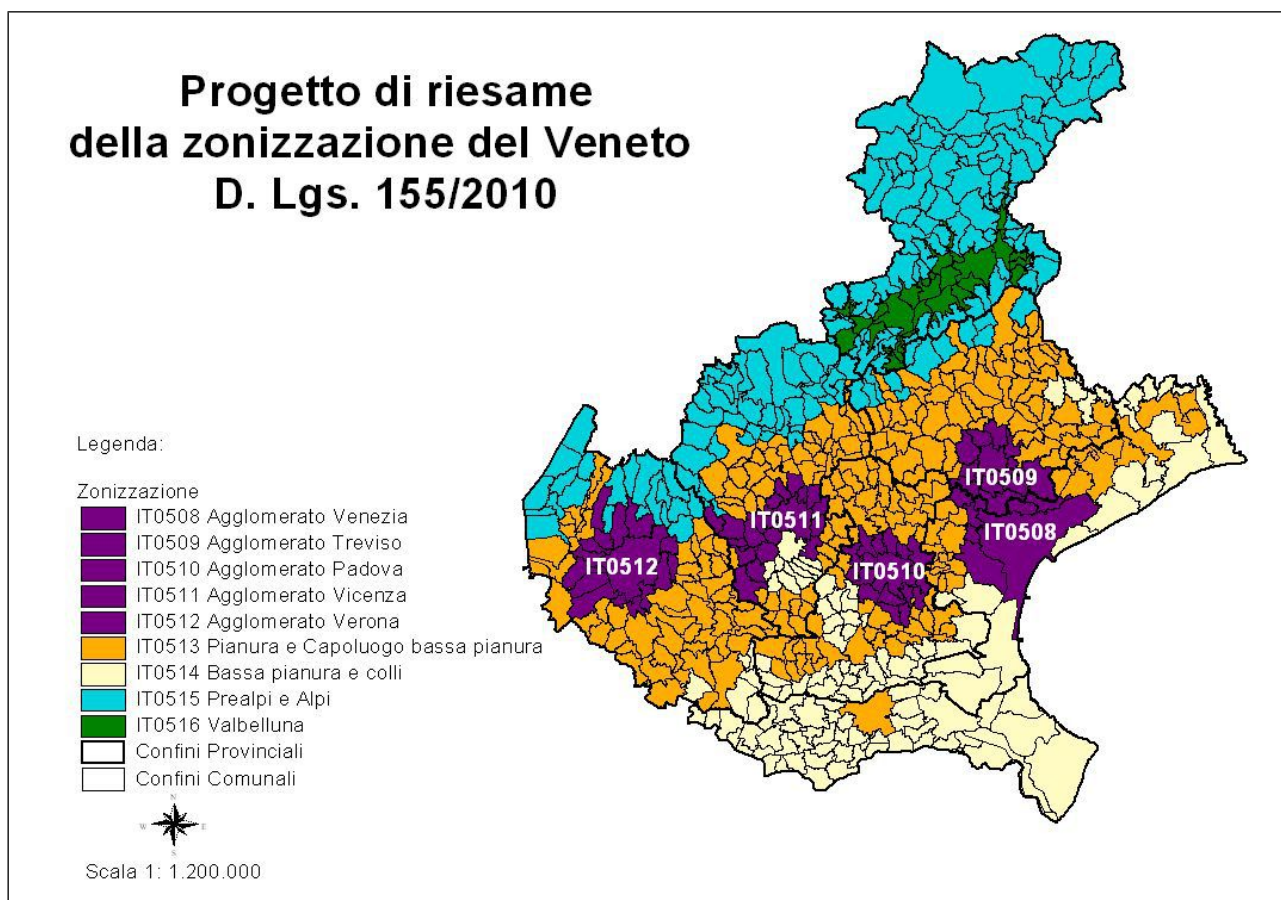 Progetto di riesame
della zonizzazione del Veneto
D. Lgs. 155/2010
Legenda:
Zonizzazione
IT0508 Agglomerato Venezia
IT0509 Agglomerato Treviso
IT0510 Agglomerato Padova
IT0511 Agglomerato Vicenza
IT0512 Agglomerato Verona
IT0513 Pianura e Capoluogo bassa pianura
IT0514 Bassa pianura e colli
IT0515 Prealpi e Alpi
IT0516 Valbelluna
Confini Provinciali
Confini Comunali
N
W E
S
Scala 1: 1.200.000
IT0509
IT0511
IT0508
IT0512
IT0510